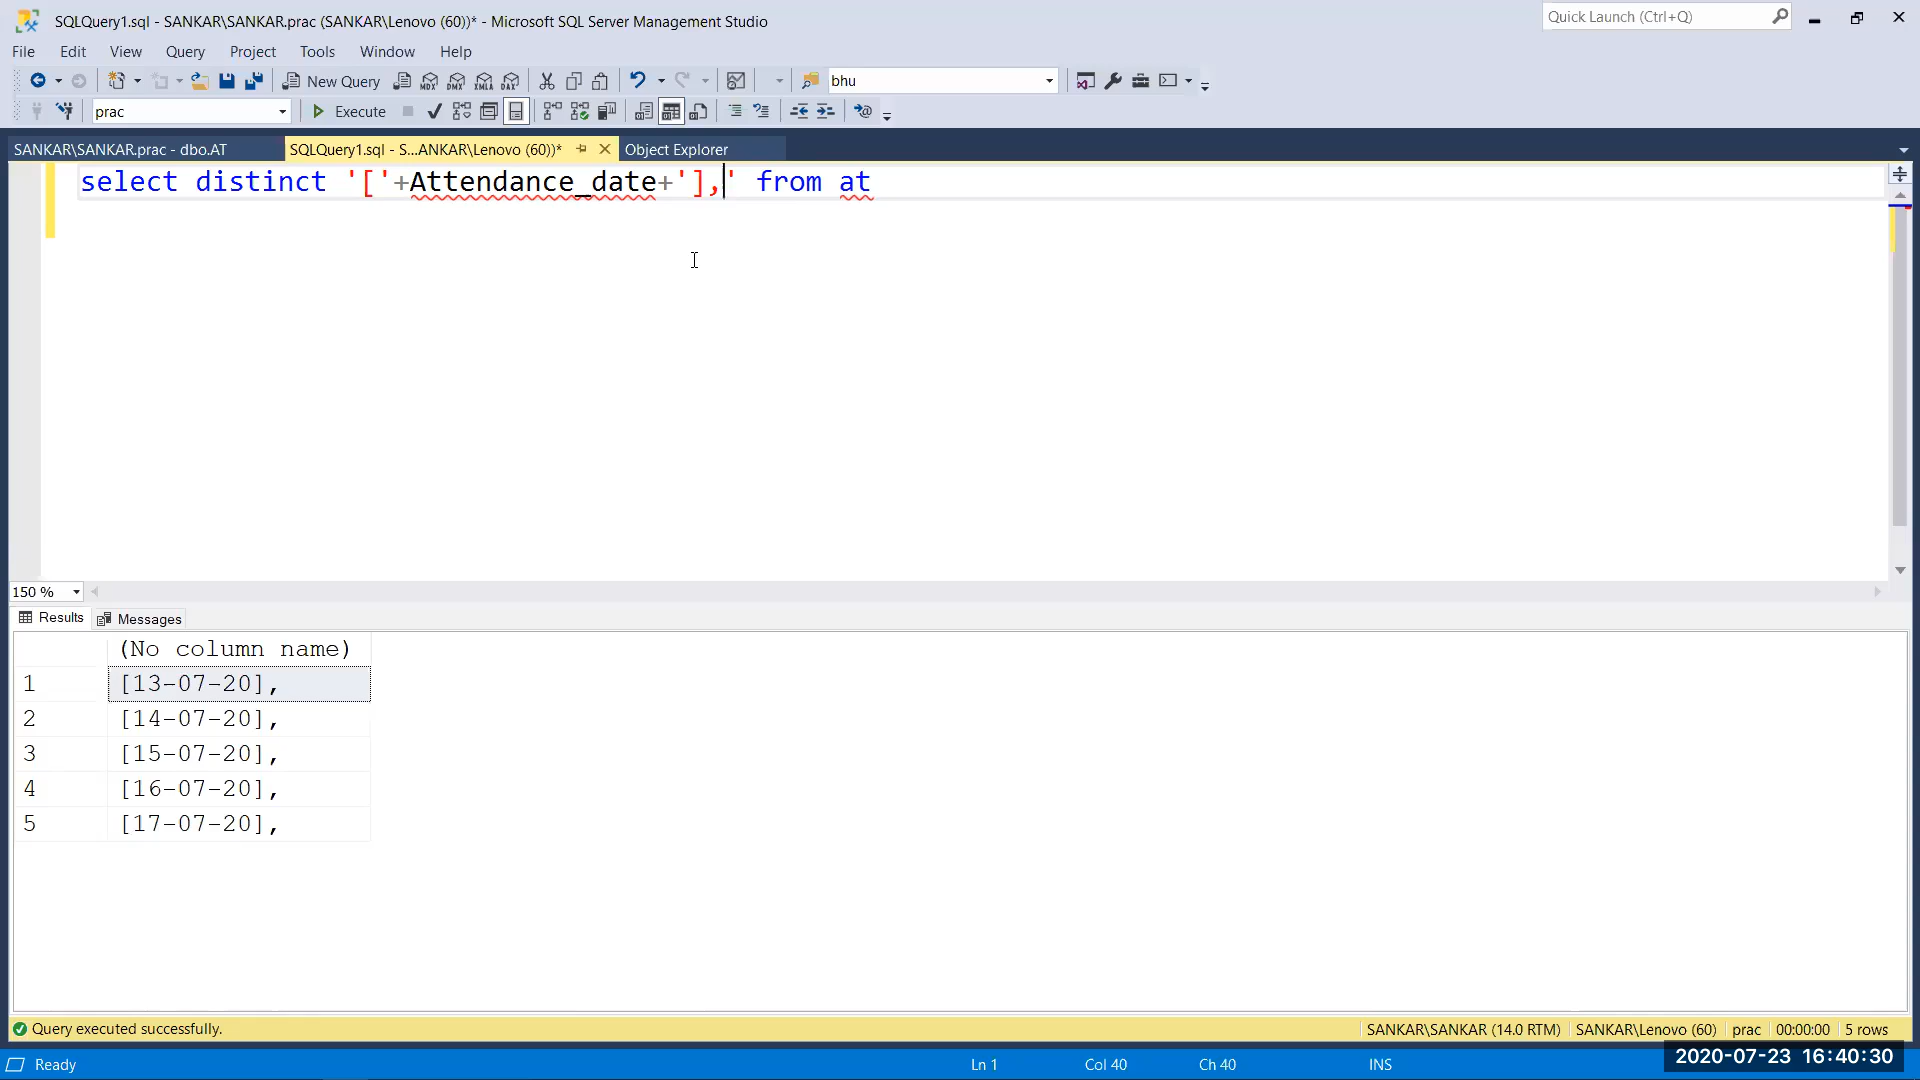 SQLQuery1.sql - SANKAR\SANKAR.prac (SANKAR\Lenovo (60))* - Microsoft SQL Server Management Studio
Quick Launch (Ctrl+Q)
File Edit View Query Project Tools Window Help
New Query MDX DMX XMLA DAX bhu
prac Execute
SANKAR\SANKAR.prac - dbo.AT SQLQuery1.sql - S...ANKAR\Lenovo (60))* Object Explorer
select distinct '['+Attendance_date+'],' from at
150 %
Results Messages
(No column name)
1 [13-07-20],
2 [14-07-20],
3 [15-07-20],
4 [16-07-20],
5 [17-07-20],
Query executed successfully. SANKAR\SANKAR (14.0 RTM) SANKAR\Lenovo (60) prac 00:00:00 5 rows
Ready Ln 1 Col 40 Ch 40 INS
2020-07-23 16:40:30